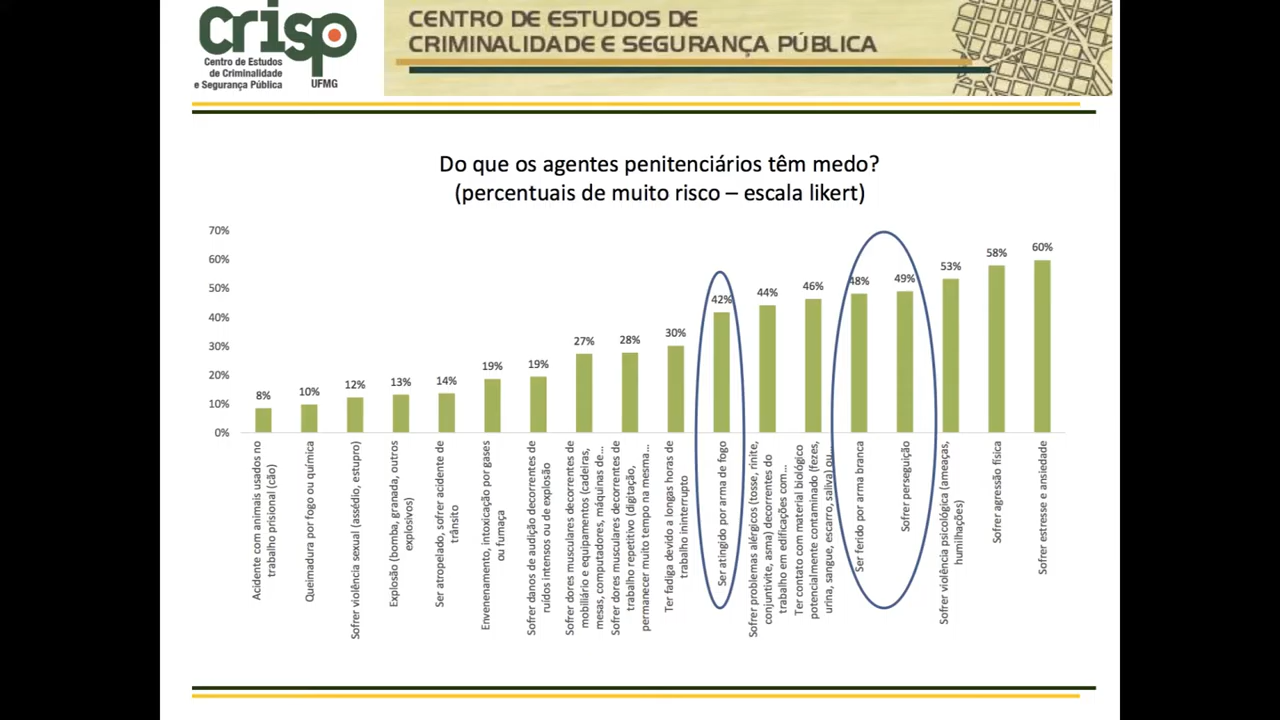 crisp
Centro de Estudos
de Criminalidade
e Segurança Pública
UFMG
CENTRO DE ESTUDOS DE
CRIMINALIDADE E SEGURANÇA PÚBLICA
Do que os agentes penitenciários têm medo?
(percentuais de muito risco – escala likert)
70%
60%
50%
40%
30%
20%
10%
0%
8%
10%
12%
13%
14%
19%
19%
27%
28%
30%
42%
44%
46%
48%
49%
53%
58%
60%
Acidente com animais usados no
trabalho prisional (cão)
Queimadura por fogo ou química
Sofrer violência sexual (assédio, estupro)
Explosão (bomba, granada, outros
explosivos)
Ser atropelado, sofrer acidente de
trânsito
Envenenamento, intoxicação por gases
ou fumaça
Sofrer danos de audição decorrentes de
ruídos intensos ou de explosão
Sofrer dores musculares decorrentes de
mobiliário e equipamentos (cadeiras,
mesas, computadores, máquinas de...
Sofrer dores musculares decorrentes de
trabalho repetitivo (digitação,
permanecer muito tempo na mesma...
Ter fadiga devido a longas horas de
trabalho ininterrupto
Ser atingido por arma de fogo
Sofrer problemas alérgicos (tosse, rinite,
conjuntivite, asma) decorrentes do
trabalho em edificações com...
Ter contato com material biológico
potencialmente contaminado (fezes,
urina, sangue, escarro, saliva) ou...
Ser ferido por arma branca
Sofrer perseguição
Sofrer violência psicológica (ameaças,
humilhações)
Sofrer agressão física
Sofrer estresse e ansiedade